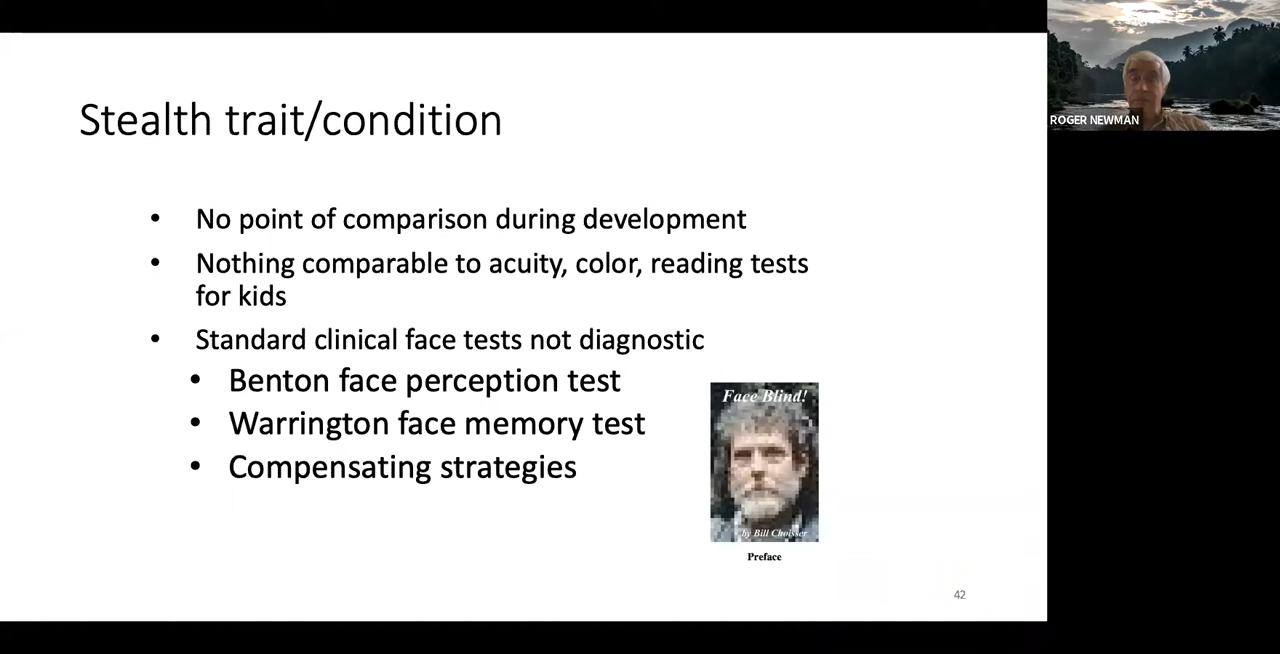 Stealth trait/condition
• No point of comparison during development
• Nothing comparable to acuity, color, reading tests
for kids
• Standard clinical face tests not diagnostic
• Benton face perception test
• Warrington face memory test
• Compensating strategies
Face Blind!
by Bill Choisser
Preface
42
ROGER NEWMAN